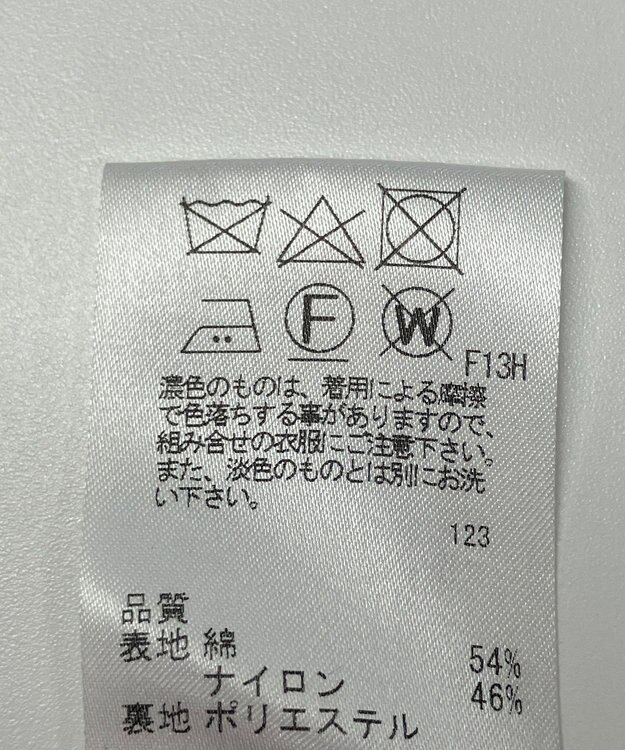 F W F13H
濃色のものは、着用による摩擦
で色落ちする事がありますので、
組み合せの衣服にご注意下さい。
また、淡色のものとは別にお洗
い下さい。
123
品質
表地 綿 54%
ナイロン 46%
裏地 ポリエステル